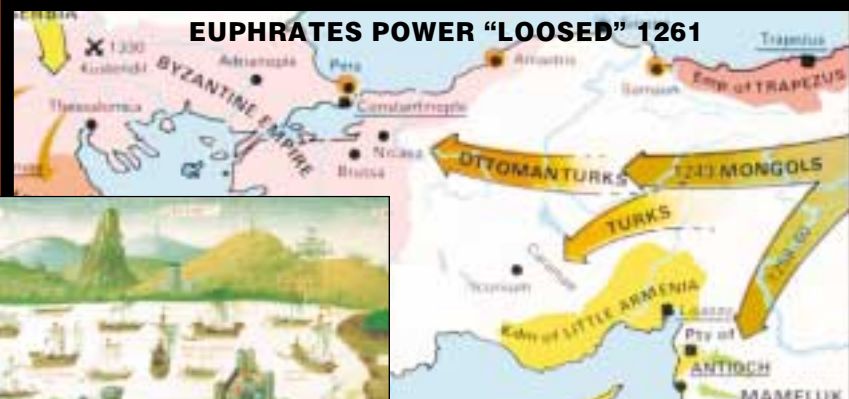 EUPHRATES POWER “LOOSED” 1261
SERBIA
1330
Kustendil
Adrianople
Pera
Amastris
Trapezus
BYZANTINE EMPIRE
Samsun
Emp. of TRAPEZUS
Thessalonica
Constantinople
Nicaea
Brussa
OTTOMAN TURKS
1243 MONGOLS
TURKS
Iconium
Kdm of LITTLE ARMENIA
Pty of
ANTIOCH
MAMELUK